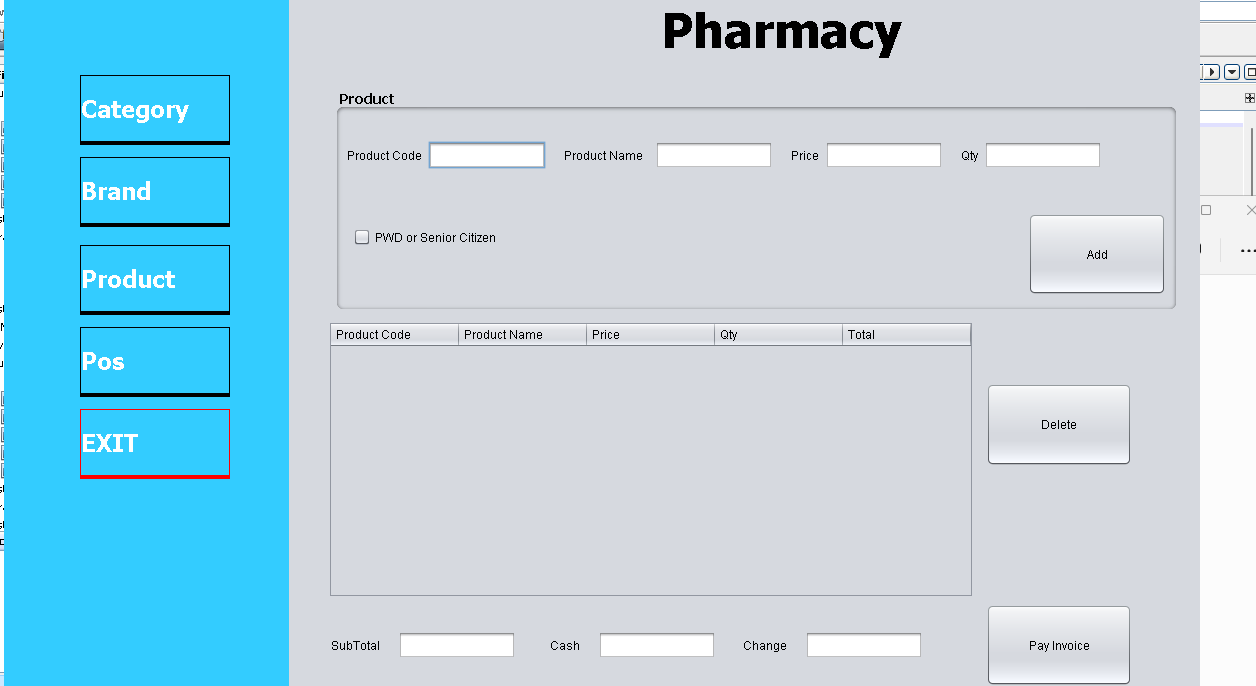 Pharmacy
Category
Brand
Product
Pos
EXIT
Product
Product Code Product Name Price Qty
PWD or Senior Citizen
Add
Product Code Product Name Price Qty Total
Delete
SubTotal Cash Change
Pay Invoice